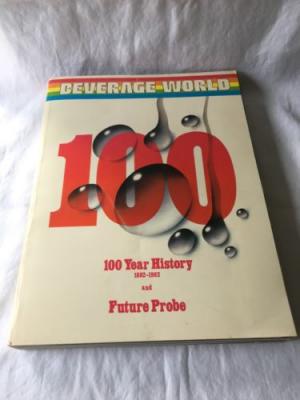 BEVERAGE WORLD
100
100 Year History
1882-1982
and
Future Probe